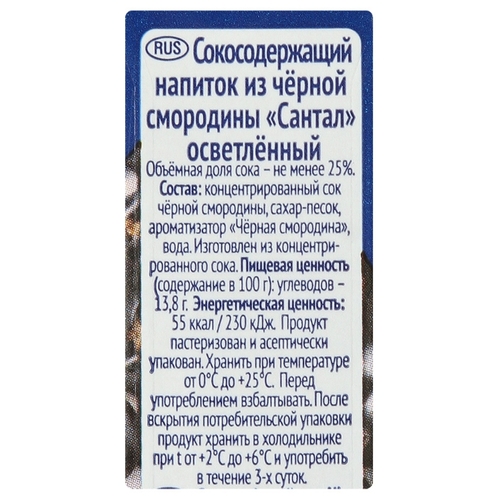 RUS Сокосодержащий
напиток из чёрной
смородины «Сантал»
осветлённый
Объёмная доля сока – не менее 25%.
Состав: концентрированный сок
чёрной смородины, сахар-песок,
ароматизатор «Чёрная смородина»,
вода. Изготовлен из концентри-
рованного сока. Пищевая ценность
(содержание в 100 г): углеводов –
13,8 г. Энергетическая ценность:
55 ккал / 230 кДж. Продукт
пастеризован и асептически
упакован. Хранить при температуре
от 0°С до +25°С. Перед
употреблением взбалтывать. После
вскрытия потребительской упаковки
продукт хранить в холодильнике
при t от +2°С до +6°С и употребить
в течение 3-х суток.